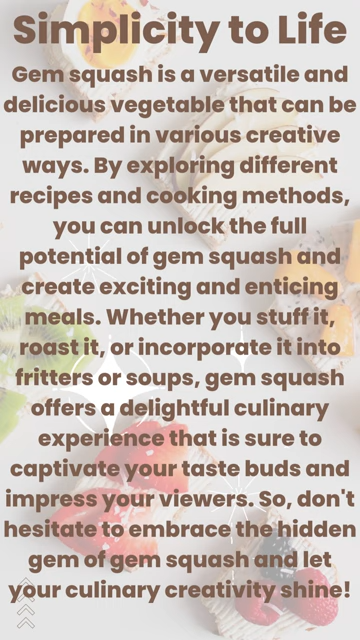 Simplicity to Life
Gem squash is a versatile and
delicious vegetable that can be
prepared in various creative
ways. By exploring different
recipes and cooking methods,
you can unlock the full
potential of gem squash and
create exciting and enticing
meals. Whether you stuff it,
roast it, or incorporate it into
fritters or soups, gem squash
offers a delightful culinary
experience that is sure to
captivate your taste buds and
impress your viewers. So, don't
hesitate to embrace the hidden
gem of gem squash and let
your culinary creativity shine!